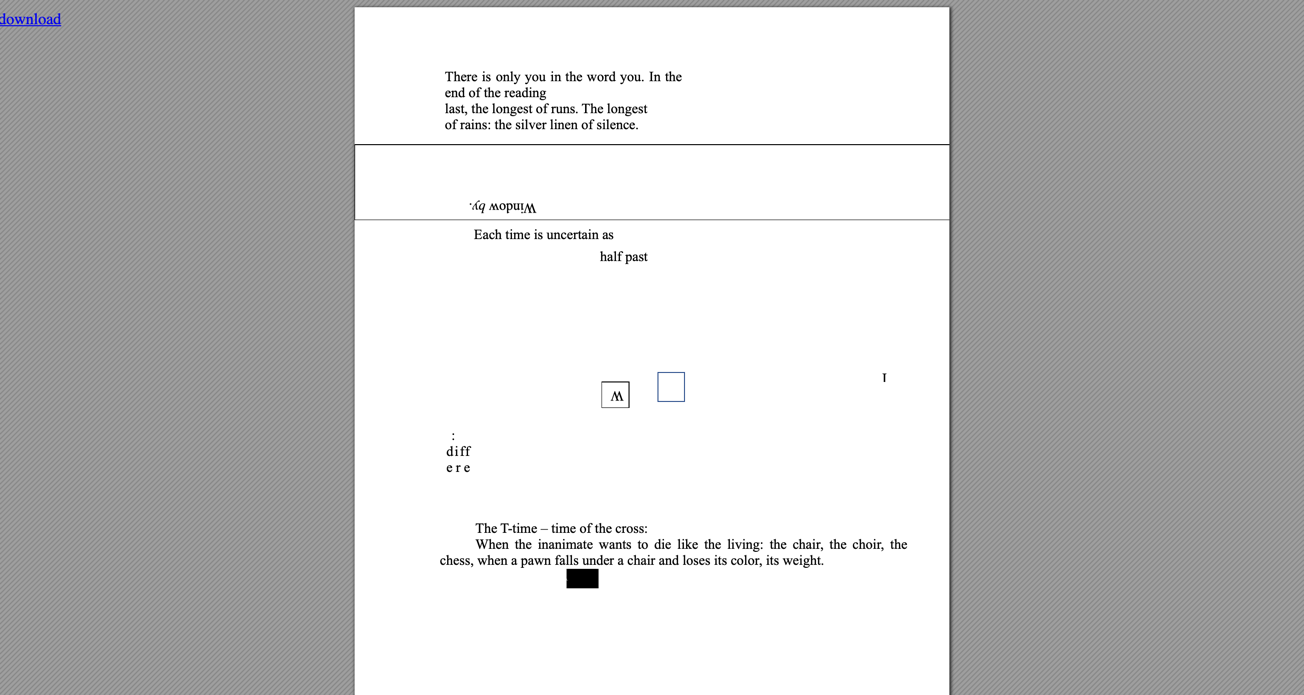 download
There is only you in the word you. In the
end of the reading
last, the longest of runs. The longest
of rains: the silver linen of silence.
Window by:
Each time is uncertain as
half past
I
W
:
diff
ere
The T-time – time of the cross:
When the inanimate wants to die like the living: the chair, the choir, the
chess, when a pawn falls under a chair and loses its color, its weight.